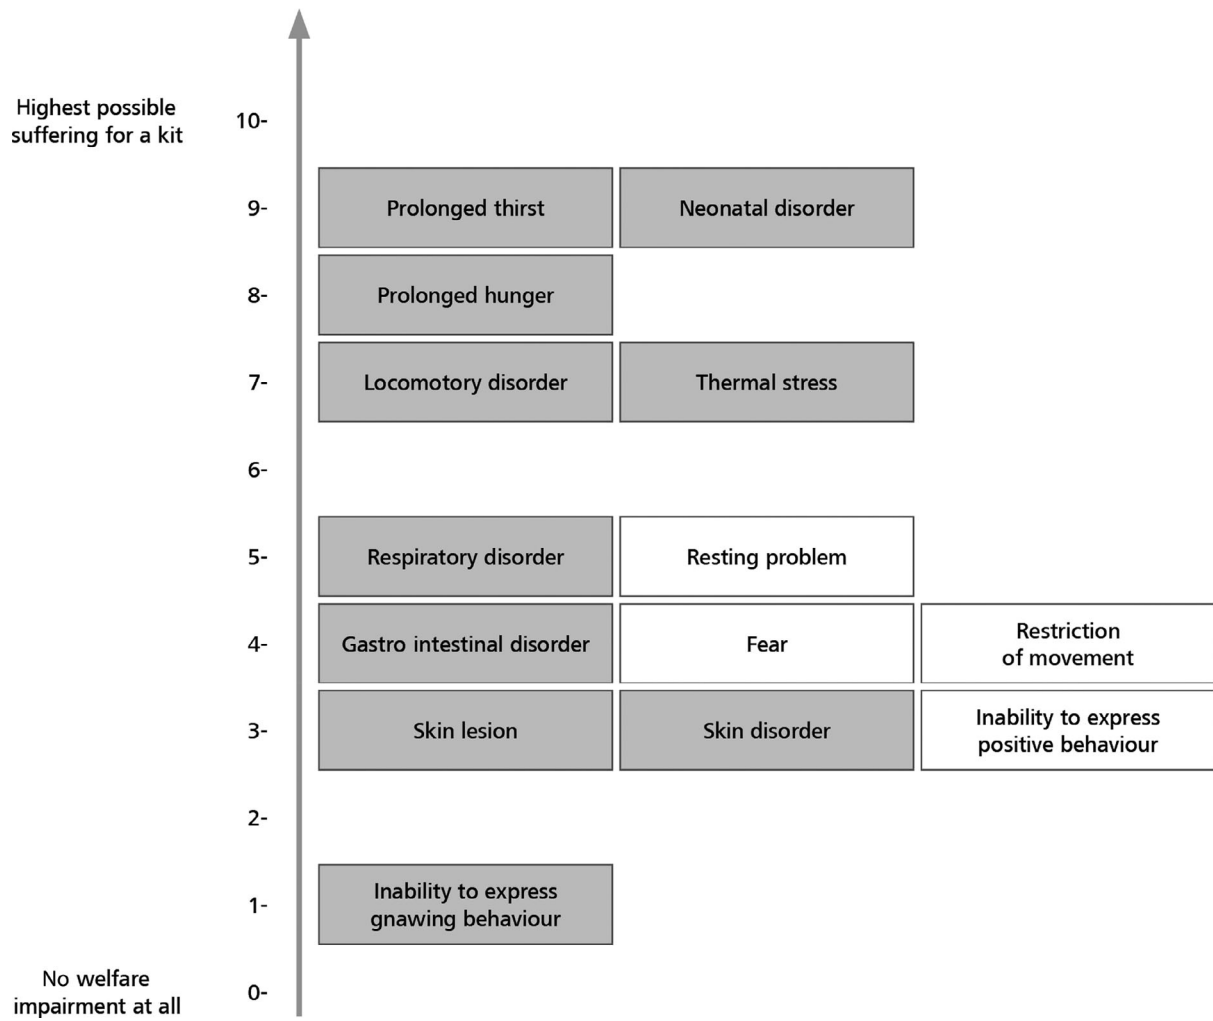 Highest possible
suffering for a kit
10-
9-
Prolonged thirst
Neonatal disorder
8-
Prolonged hunger
7-
Locomotory disorder
Thermal stress
6-
5-
Respiratory disorder
Resting problem
4-
Gastro intestinal disorder
Fear
Restriction
of movement
3-
Skin lesion
Skin disorder
Inability to express
positive behaviour
2-
1-
Inability to express
gnawing behaviour
No welfare
impairment at all
0-